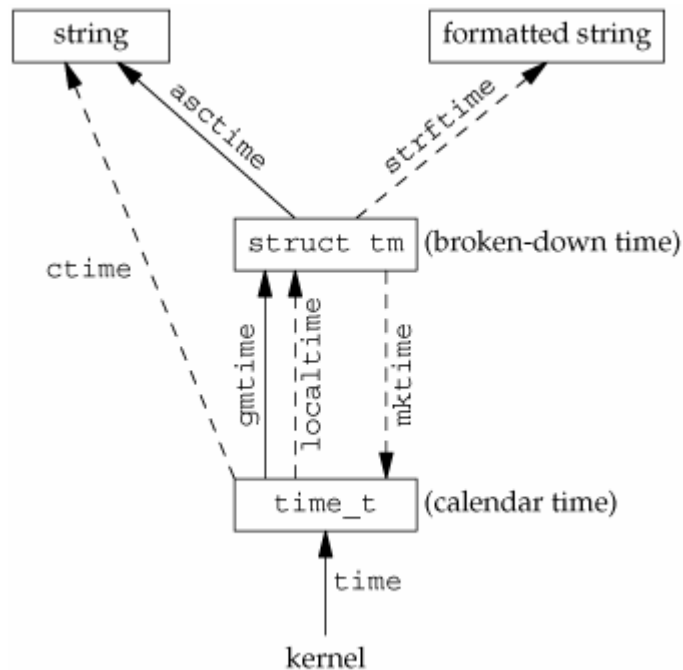 string
formatted string
asctime
strftime
struct tm
(broken-down time)
ctime
gmtime
localtime
mktime
time_t
(calendar time)
time
kernel